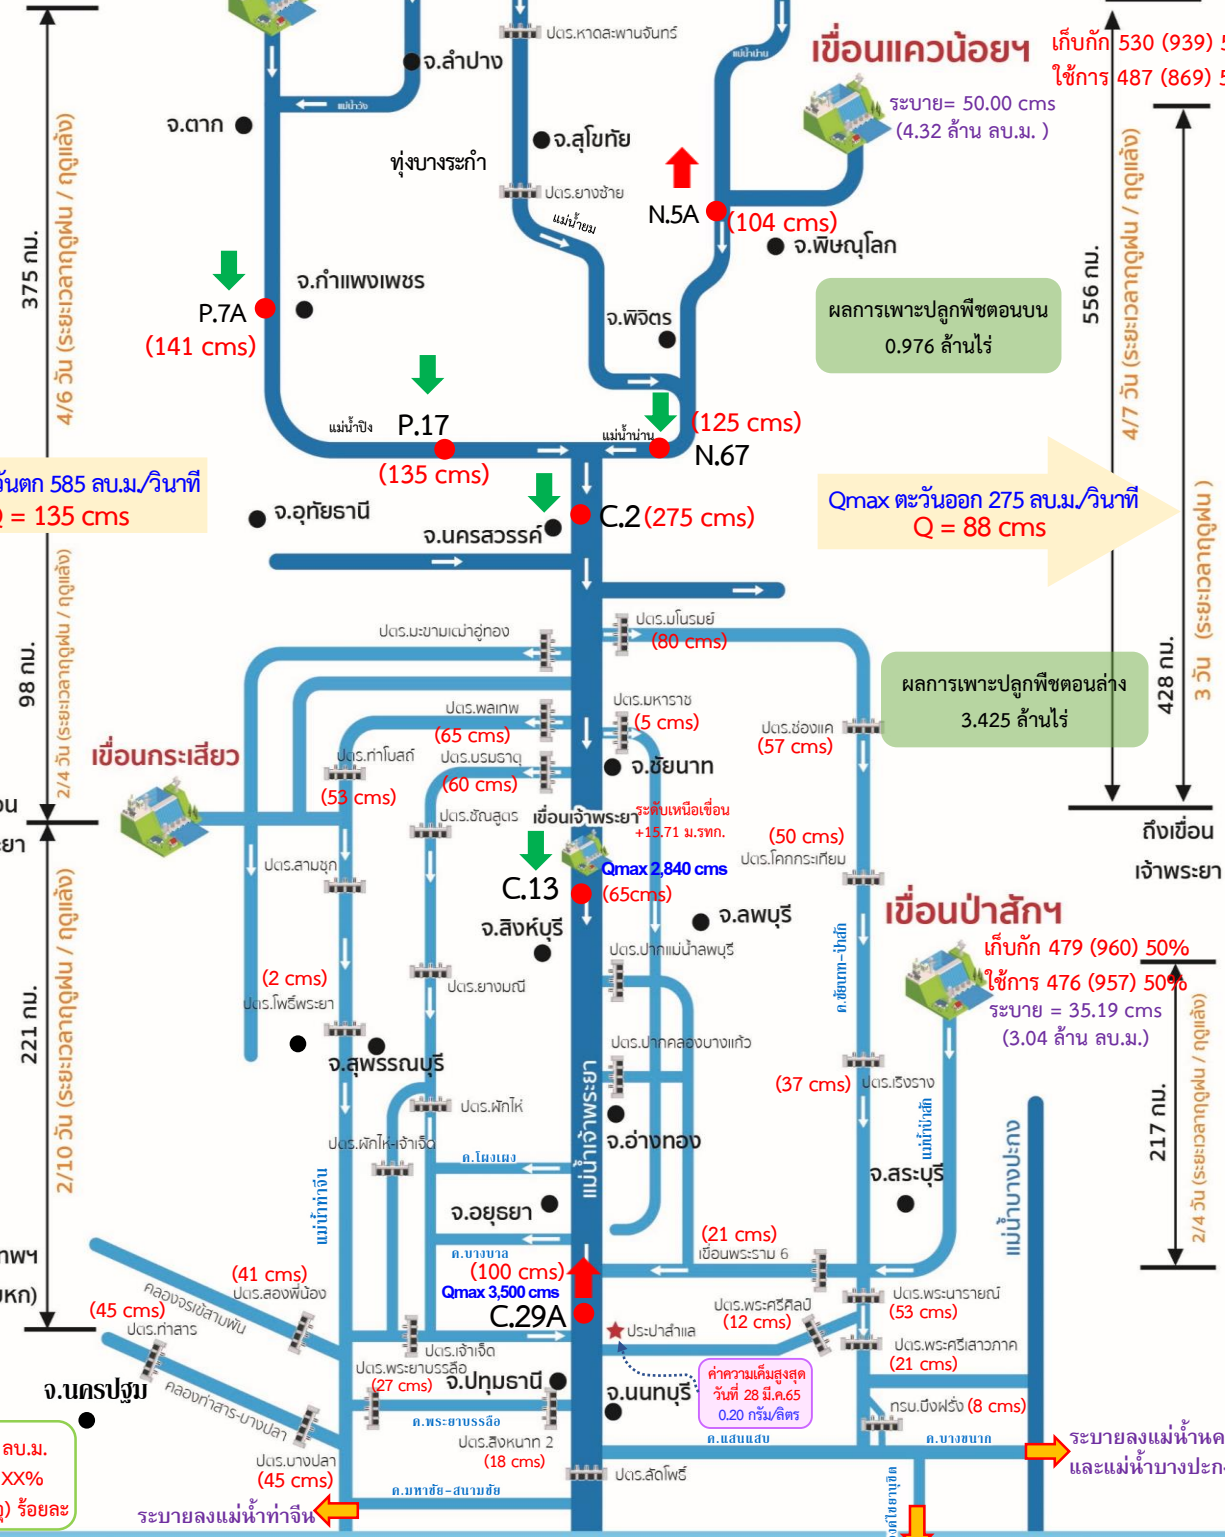 ปตร.หาดสะพานจันทร์
จ.ลำปาง
แม่น้ำน่าน
เขื่อนแควน้อยฯ
เก็บกัก 530 (939) 5
ใช้การ 487 (869) 5
ระบาย= 50.00 cms
(4.32 ล้าน ลบ.ม. )
แม่น้ำวัง
จ.ตาก
จ.สุโขทัย
ทุ่งบางระกำ
ปตร.ยางซ้าย
แม่น้ำยม
N.5A
(104 cms)
จ.พิษณุโลก
375 กม.
4/6 วัน (ระยะเวลาฤดูฝน / ฤดูแล้ง)
556 กม.
4/7 วัน (ระยะเวลาฤดูฝน / ฤดูแล้ง)
จ.กำแพงเพชร
P.7A
(141 cms)
จ.พิจิตร
ผลการเพาะปลูกพืชตอนบน
0.976 ล้านไร่
แม่น้ำปิง
P.17
(135 cms)
แม่น้ำน่าน
(125 cms)
N.67
วันตก 585 ลบ.ม./วินาที
Q = 135 cms
จ.อุทัยธานี
จ.นครสวรรค์
C.2 (275 cms)
Qmax ตะวันออก 275 ลบ.ม./วินาที
Q = 88 cms
98 กม.
2/4 วัน (ระยะเวลาฤดูฝน / ฤดูแล้ง)
428 กม.
3 วัน (ระยะเวลาฤดูฝน )
ปตร.มะขามเฒ่าอู่ทอง
ปตร.มโนรมย์
(80 cms)
ผลการเพาะปลูกพืชตอนล่าง
3.425 ล้านไร่
ปตร.พลเทพ
(65 cms)
ปตร.มหาราช
(5 cms)
ปตร.ช่องแค
(57 cms)
เขื่อนกระเสียว
ปตร.ท่าโบสถ์
(53 cms)
ปตร.บรมธาตุ
(60 cms)
จ.ชัยนาท
ปตร.ชัณสูตร
เขื่อนเจ้าพระยา
ระดับเหนือเขื่อน
+15.71 ม.รทก.
(50 cms)
ปตร.โคกกระเทียม
ถึงเขื่อน
เจ้าพระยา
อน
ยา
ปตร.สามชุก
C.13
Qmax 2,840 cms
(65cms)
จ.สิงห์บุรี
จ.ลพบุรี
เขื่อนป่าสักฯ
เก็บกัก 479 (960) 50%
ใช้การ 476 (957) 50%
ระบาย = 35.19 cms
(3.04 ล้าน ลบ.ม.)
221 กม.
2/10 วัน (ระยะเวลาฤดูฝน / ฤดูแล้ง)
(2 cms)
ปตร.โพธิ์พระยา
ปตร.ยางมณี
ปตร.ปากแม่น้ำลพบุรี
ค.ชัยนาท-ป่าสัก
จ.สุพรรณบุรี
ปตร.ปากคลองบางแก้ว
(37 cms)
ปตร.เริงราง
217 กม.
2/4 วัน (ระยะเวลาฤดูฝน / ฤดูแล้ง)
ปตร.ผักไห่
ปตร.ผักไห่-เจ้าเจ็ด
ค.โผงเผง
แม่น้ำเจ้าพระยา
จ.อ่างทอง
แม่น้ำป่าสัก
แม่น้ำบางปะกง
จ.สระบุรี
แม่น้ำท่าจีน
จ.อยุธยา
ค.บางบาล
(21 cms)
เขื่อนพระราม 6
ทพฯ
มหก)
คลองจรเข้สามพัน
(41 cms)
ปตร.สองพี่น้อง
(100 cms)
Qmax 3,500 cms
C.29A
ปตร.พระนารายณ์
(53 cms)
(45 cms)
ปตร.ท่าสาร
ปตร.พระศรีศิลป์
(12 cms)
ประปาสำแล
ปตร.เจ้าเจ็ด
ปตร.พระศรีเสาวภาค
(21 cms)
ปตร.พระยาบรรลือ
(27 cms)
จ.ปทุมธานี
จ.นนทบุรี
ค่าความเค็มสูงสุด
วันที่ 28 มี.ค.65
0.20 กรัม/ลิตร
จ.นครปฐม
คลองท่าสาร-บางปลา
ค.พระยาบรรลือ
ทรบ.บึงฝรั่ง (8 cms)
ลบ.ม.
XX%
) ร้อยละ
ปตร.บางปลา
(45 cms)
ปตร.สิงหนาท 2
(18 cms)
ปตร.ลัดโพธิ์
ค.แสนแสบ
ค.บางขนาก
ระบายลงแม่น้ำนค
และแม่น้ำบางปะกง
ค.มหาชัย-สนามชัย
ระบายลงแม่น้ำท่าจีน